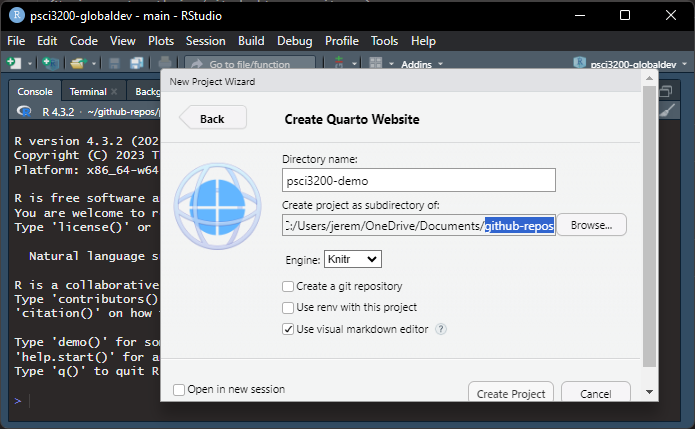 psci3200-globaldev - main - RStudio
File Edit Code View Plots Session Build Debug Profile Tools Help
Go to file/function Addins psci3200-globaldev
Console Terminal Backg
R 4.3.2 · ~/github-repos/p
R version 4.3.2 (202
Copyright (C) 2023 T
Platform: x86_64-w64
R is free software a
You are welcome to r
Type 'license()' or
Natural language s
R is a collaborative
Type 'contributors()
'citation()' on how
Type 'demo()' for so
'help.start()' for a
Type 'q()' to quit R
>
New Project Wizard
Back
Create Quarto Website
Directory name:
psci3200-demo
Create project as subdirectory of:
C:/Users/jerem/OneDrive/Documents/github-repos Browse...
Engine: Knitr
Create a git repository
Use renv with this project
Use visual markdown editor ?
Open in new session
Create Project Cancel